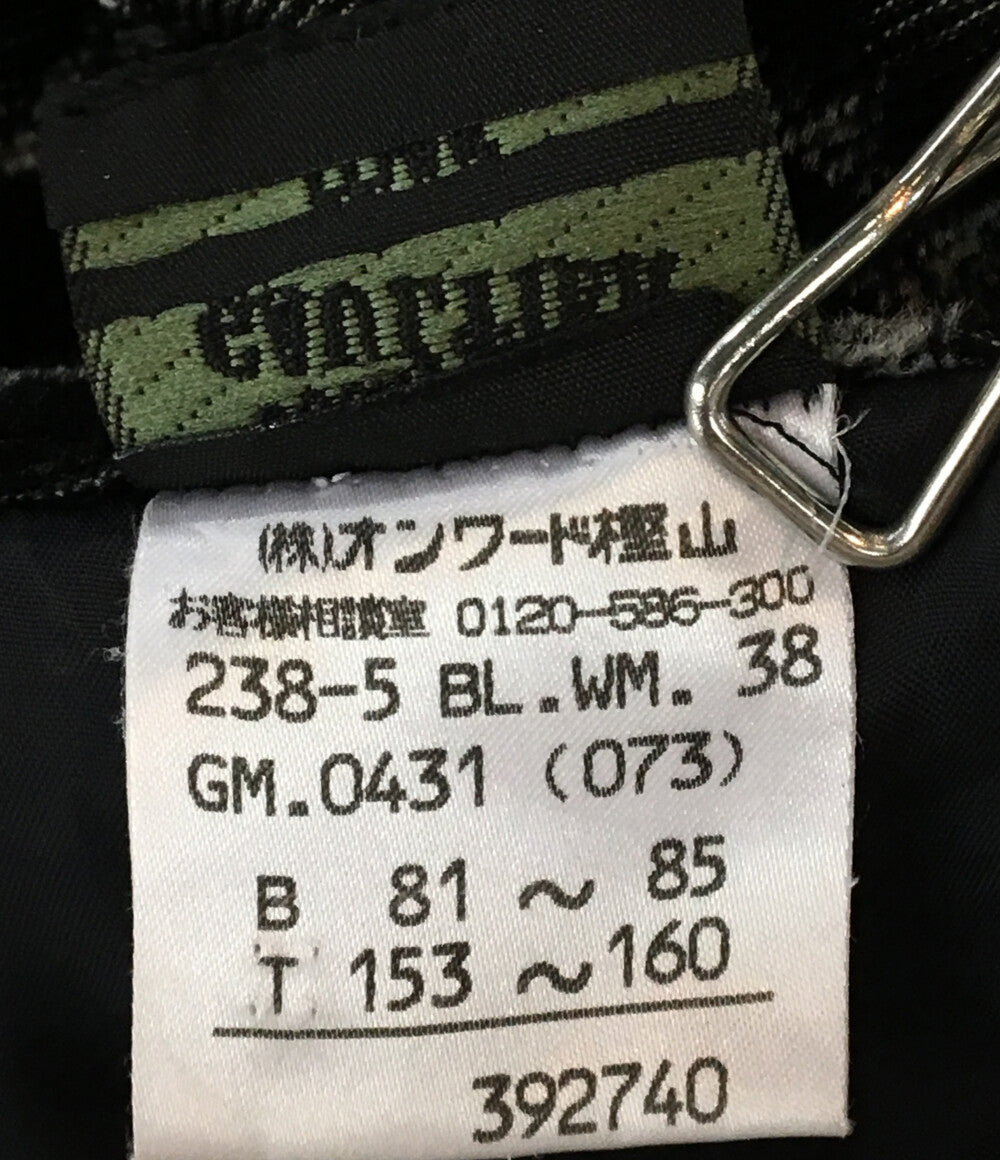 GAULTIER
(株)オンワード樫山
お客様相談室 0120-586-300
238-5 BL.WM. 38
GM.0431 (073)
B 81 ~ 85
T 153 ~ 160
392740